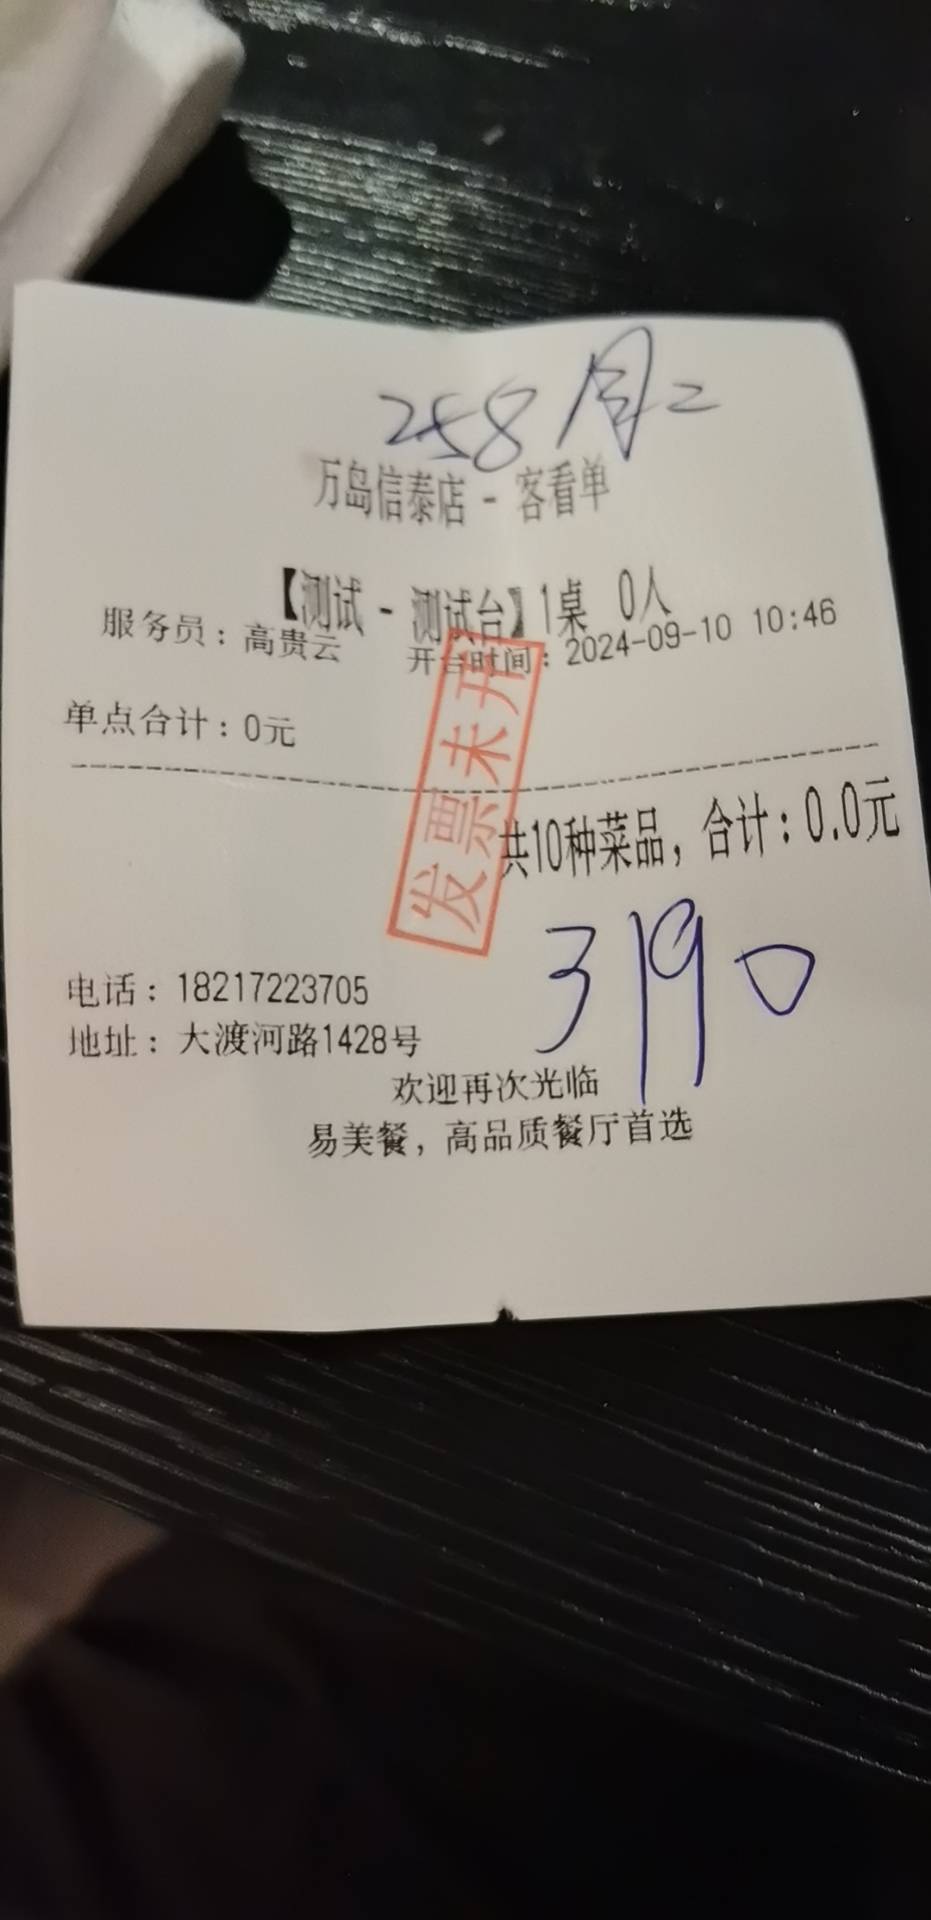 258 周二
万岛信泰店 - 客看单
【测试 - 测试台】1桌 0人
服务员：高贵云 开台时间：2024-09-10 10:46
单点合计：0元
发票未开
共10种菜品，合计：0.0元
3190
电话：18217223705
地址：大渡河路1428号
欢迎再次光临
易美餐，高品质餐厅首选